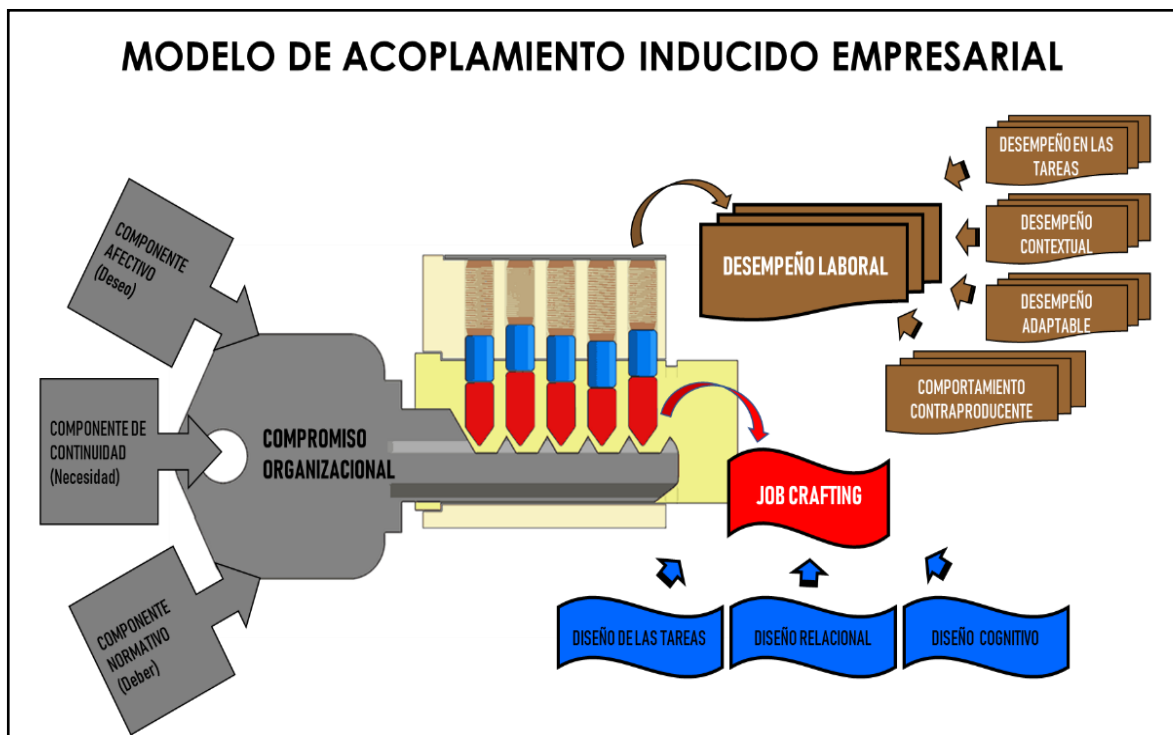 MODELO DE ACOPLAMIENTO INDUCIDO EMPRESARIAL
COMPONENTE
AFECTIVO
(Deseo)
COMPONENTE DE
CONTINUIDAD
(Necesidad)
COMPONENTE
NORMATIVO
(Deber)
COMPROMISO
ORGANIZACIONAL
DESEMPEÑO LABORAL
DESEMPEÑO EN LAS
TAREAS
DESEMPEÑO
CONTEXTUAL
DESEMPEÑO
ADAPTABLE
COMPORTAMIENTO
CONTRAPRODUCENTE
JOB CRAFTING
DISEÑO DE LAS TAREAS
DISEÑO RELACIONAL
DISEÑO COGNITIVO